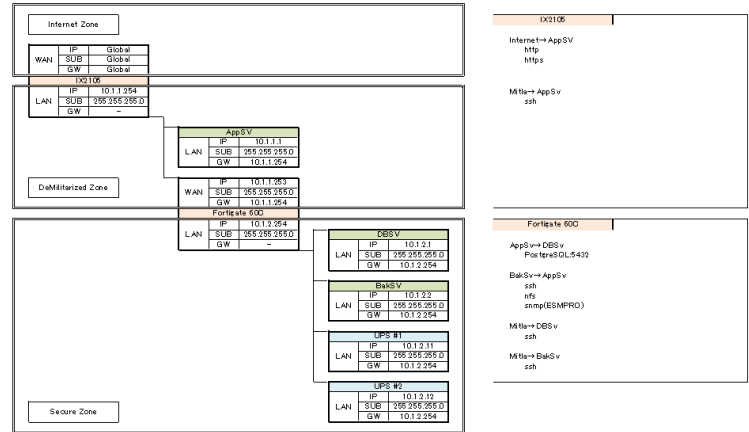 Internet Zone
WAN
IP Global
SUB Global
GW Global
IX2105
LAN
IP 10.1.1.254
SUB 255.255.255.0
GW -
AppSV
LAN
IP 10.1.1.1
SUB 255.255.255.0
GW 10.1.1.254
DeMilitarized Zone
WAN
IP 10.1.1.253
SUB 255.255.255.0
GW 10.1.1.254
Fortigate 60C
LAN
IP 10.1.2.254
SUB 255.255.255.0
GW -
DBSV
LAN
IP 10.1.2.1
SUB 255.255.255.0
GW 10.1.2.254
BakSV
LAN
IP 10.1.2.2
SUB 255.255.255.0
GW 10.1.2.254
UPS #1
LAN
IP 10.1.2.11
SUB 255.255.255.0
GW 10.1.2.254
UPS #2
LAN
IP 10.1.2.12
SUB 255.255.255.0
GW 10.1.2.254
Secure Zone
IX2105
Internet→AppSV
http
https
Mitla→AppSv
ssh
Fortigate 60C
AppSv→DBSv
PostgreSQL:5432
BakSv→AppSv
ssh
nfs
snmp(ESMPRO)
Mitla→DBSv
ssh
Mitla→BakSv
ssh